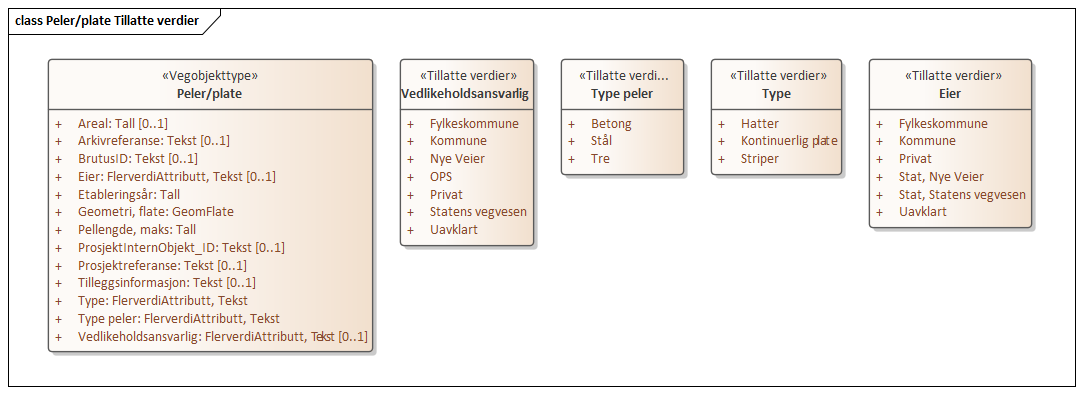 class Peler/plate Tillatte verdier
«Vegobjekttype»
Peler/plate
+ Areal: Tall [0..1]
+ Arkivreferanse: Tekst [0..1]
+ BrutusID: Tekst [0..1]
+ Eier: FlerverdiAttributt, Tekst [0..1]
+ Etableringsår: Tall
+ Geometri, flate: GeomFlate
+ Pellengde, maks: Tall
+ ProsjektInternObjekt_ID: Tekst [0..1]
+ Prosjektreferanse: Tekst [0..1]
+ Tilleggsinformasjon: Tekst [0..1]
+ Type: FlerverdiAttributt, Tekst
+ Type peler: FlerverdiAttributt, Tekst
+ Vedlikeholdsansvarlig: FlerverdiAttributt, Tekst [0..1]
«Tillatte verdier»
Vedlikeholdsansvarlig
+ Fylkeskommune
+ Kommune
+ Nye Veier
+ OPS
+ Privat
+ Statens vegvesen
+ Uavklart
«Tillatte verdi...
Type peler
+ Betong
+ Stål
+ Tre
«Tillatte verdier»
Type
+ Hatter
+ Kontinuerlig plate
+ Striper
«Tillatte verdier»
Eier
+ Fylkeskommune
+ Kommune
+ Privat
+ Stat, Nye Veier
+ Stat, Statens vegvesen
+ Uavklart